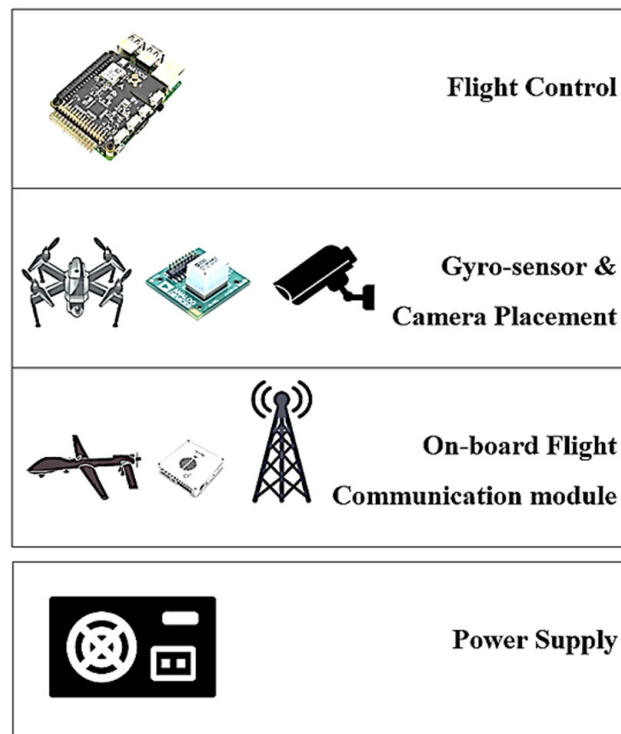 Flight Control
Gyro-sensor &
Camera Placement
On-board Flight
Communication module
Power Supply